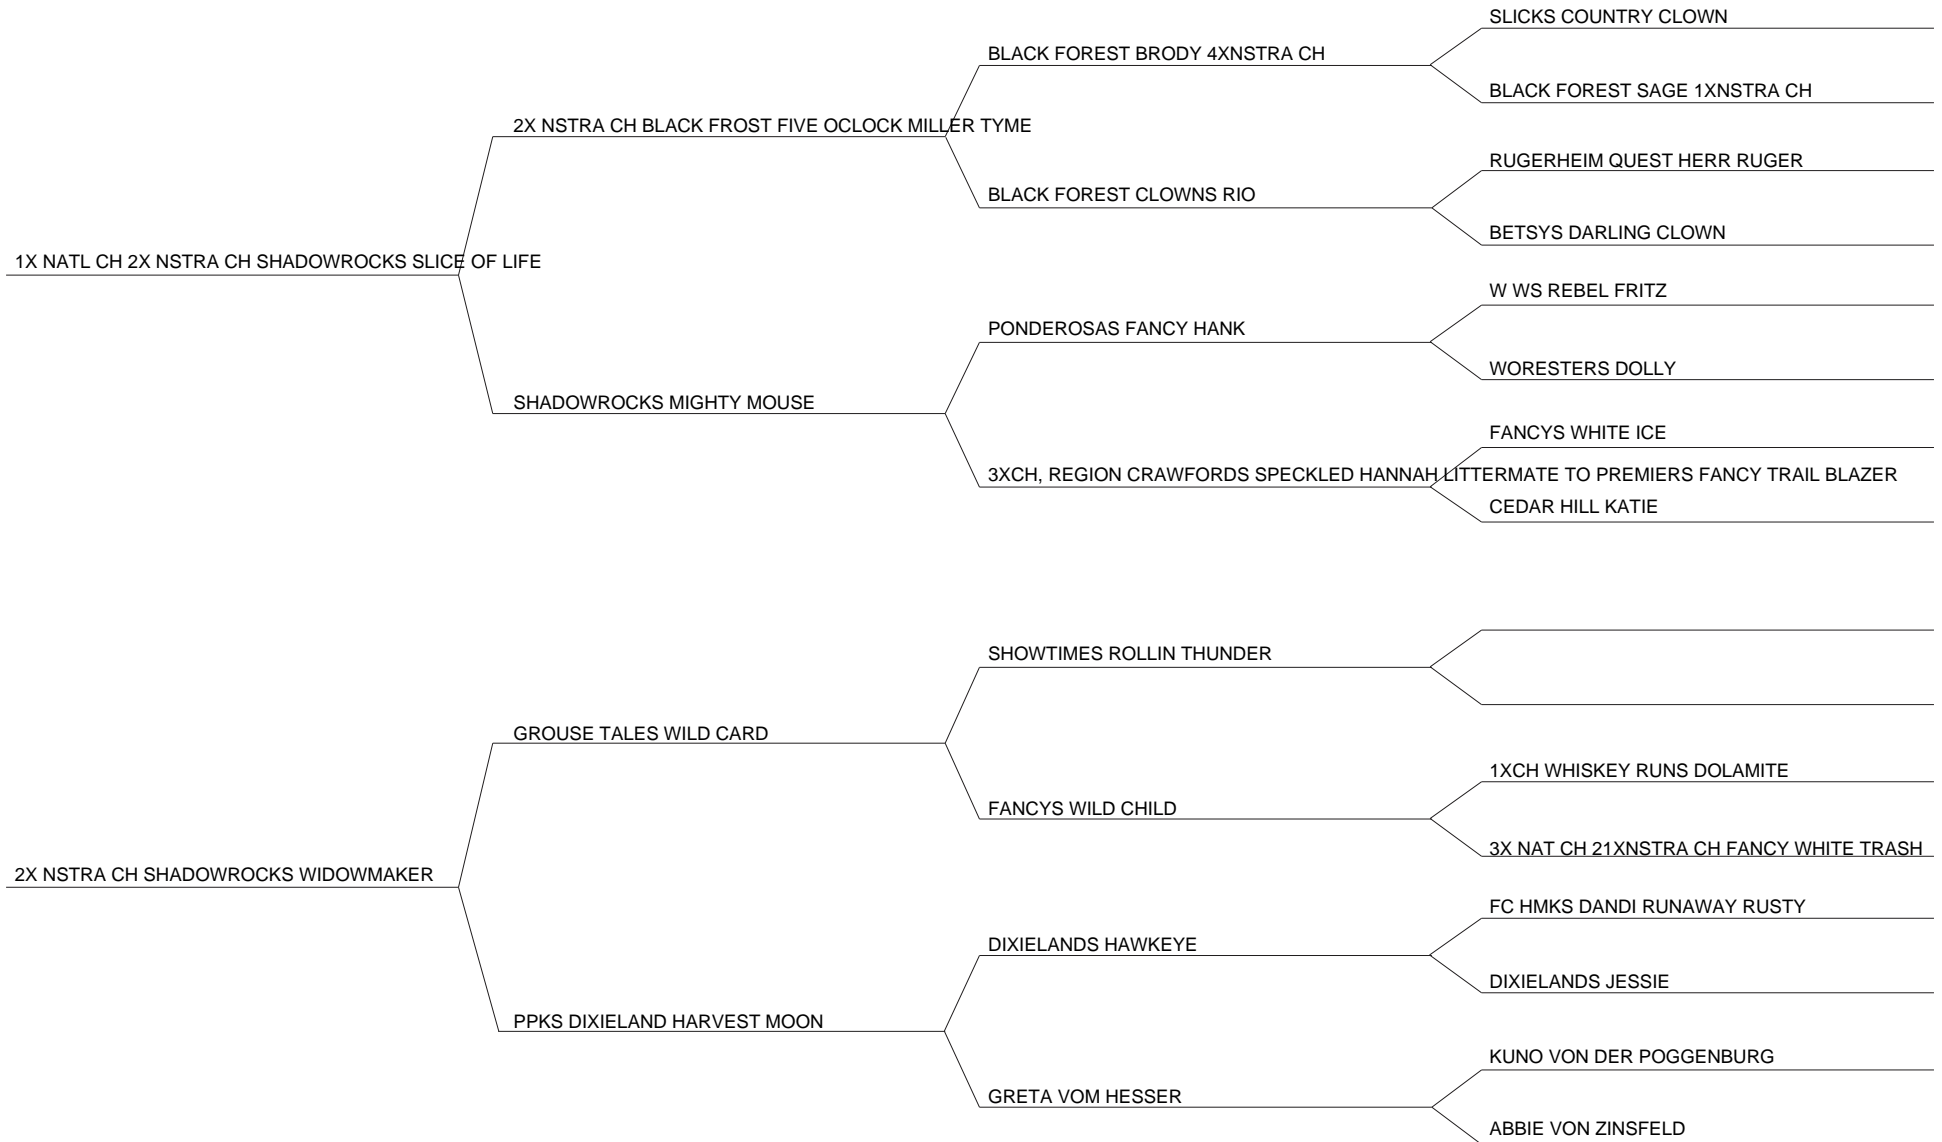 SLICKS COUNTRY CLOWN
BLACK FOREST BRODY 4XNSTRA CH
BLACK FOREST SAGE 1XNSTRA CH
2X NSTRA CH BLACK FROST FIVE OCLOCK MILLER TYME
RUGERHEIM QUEST HERR RUGER
BLACK FOREST CLOWNS RIO
BETSYS DARLING CLOWN
1X NATL CH 2X NSTRA CH SHADOWROCKS SLICE OF LIFE
W WS REBEL FRITZ
PONDEROSAS FANCY HANK
WORESTERS DOLLY
SHADOWROCKS MIGHTY MOUSE
FANCYS WHITE ICE
3XCH, REGION CRAWFORDS SPECKLED HANNAH LITTERMATE TO PREMIERS FANCY TRAIL BLAZER
CEDAR HILL KATIE
SHOWTIMES ROLLIN THUNDER
GROUSE TALES WILD CARD
1XCH WHISKEY RUNS DOLAMITE
FANCYS WILD CHILD
3X NAT CH 21XNSTRA CH FANCY WHITE TRASH
2X NSTRA CH SHADOWROCKS WIDOWMAKER
FC HMKS DANDI RUNAWAY RUSTY
DIXIELANDS HAWKEYE
DIXIELANDS JESSIE
PPKS DIXIELAND HARVEST MOON
KUNO VON DER POGGENBURG
GRETA VOM HESSER
ABBIE VON ZINSFELD